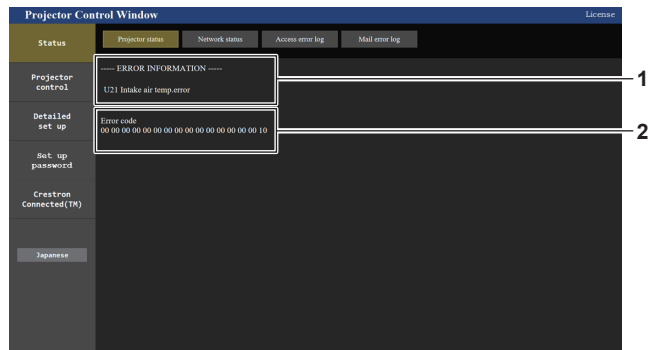 Projector Control Window
License
Status
Projector status
Network status
Access error log
Mail error log
Projector
control
Detailed
set up
Set up
password
Crestron
Connected(TM)
Japanese
----- ERROR INFORMATION -----
U21 Intake air temp.error
Error code
00 00 00 00 00 00 00 00 00 00 00 00 00 00 00 10
1
2